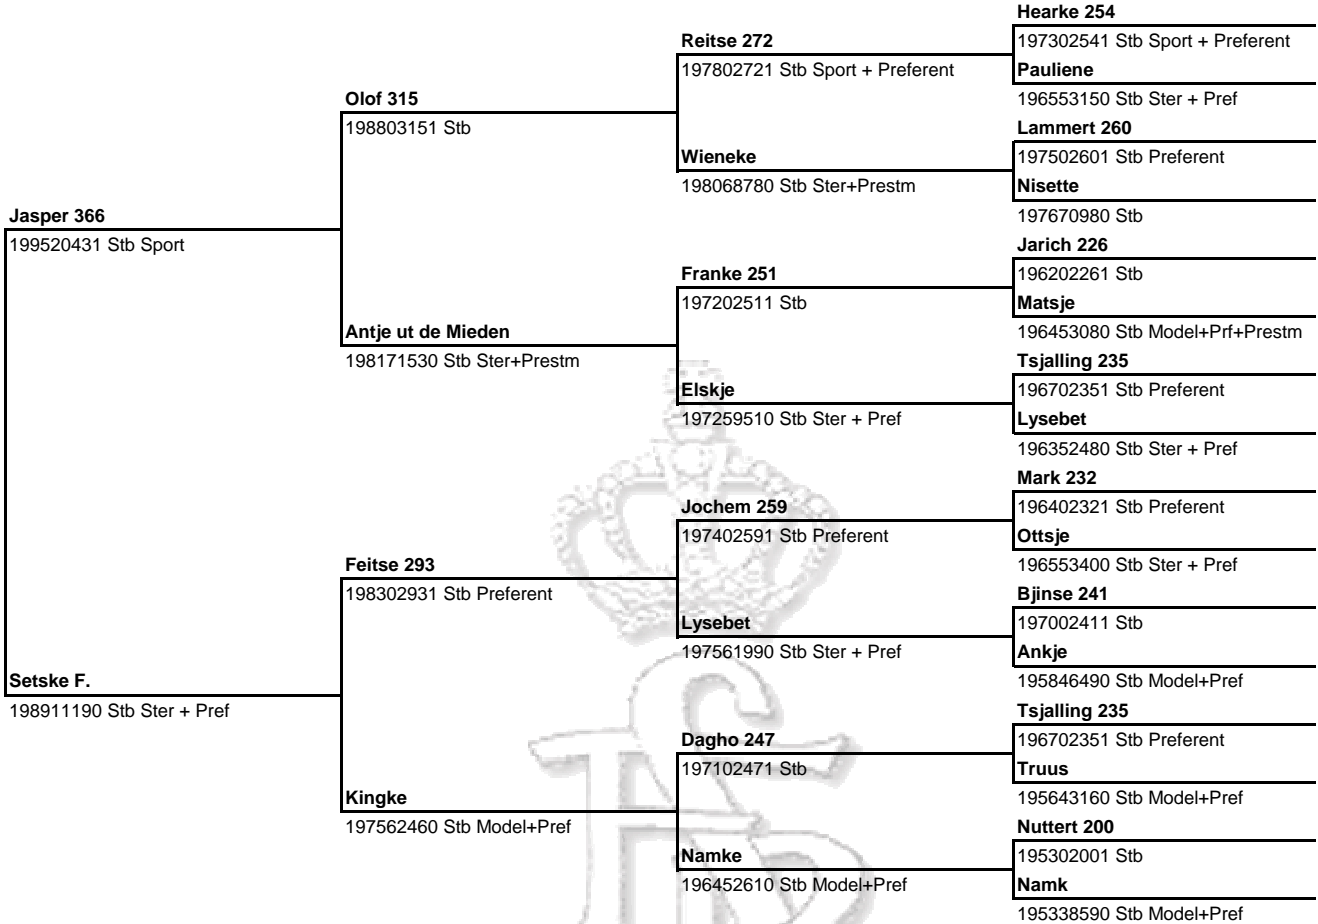 Hearke 254
Reitse 272
197302541 Stb Sport + Preferent
197802721 Stb Sport + Preferent
Pauliene
Olof 315
196553150 Stb Ster + Pref
198803151 Stb
Lammert 260
Wieneke
197502601 Stb Preferent
198068780 Stb Ster+Prestm
Nisette
Jasper 366
197670980 Stb
199520431 Stb Sport
Jarich 226
Franke 251
196202261 Stb
197202511 Stb
Matsje
Antje ut de Mieden
196453080 Stb Model+Prf+Prestm
198171530 Stb Ster+Prestm
Tsjalling 235
Elskje
196702351 Stb Preferent
197259510 Stb Ster + Pref
Lysebet
196352480 Stb Ster + Pref
Mark 232
Jochem 259
196402321 Stb Preferent
197402591 Stb Preferent
Ottsje
Feitse 293
196553400 Stb Ster + Pref
198302931 Stb Preferent
Bjinse 241
Lysebet
197002411 Stb
197561990 Stb Ster + Pref
Ankje
Setske F.
195846490 Stb Model+Pref
198911190 Stb Ster + Pref
Tsjalling 235
Dagho 247
196702351 Stb Preferent
197102471 Stb
Truus
Kingke
195643160 Stb Model+Pref
197562460 Stb Model+Pref
Nuttert 200
Namke
195302001 Stb
196452610 Stb Model+Pref
Namk
195338590 Stb Model+Pref